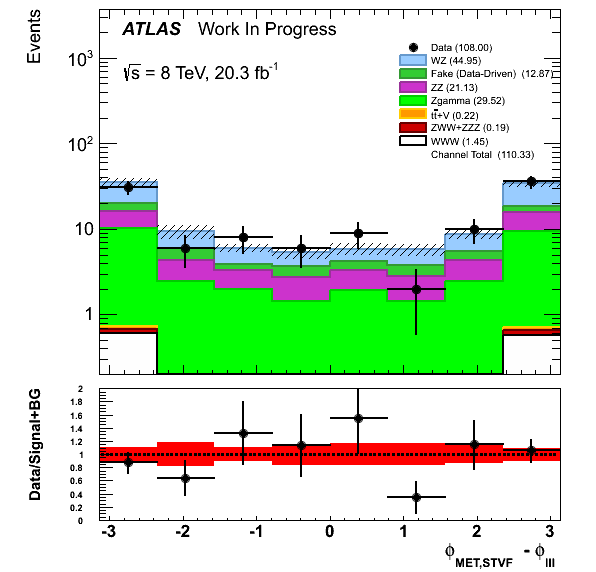 Events
ATLAS Work In Progress
√s = 8 TeV, 20.3 fb⁻¹
Data (108.00)
WZ (44.95)
Fake (Data-Driven) (12.87)
ZZ (21.13)
Zgamma (29.52)
tt̄+V (0.22)
ZWW+ZZZ (0.19)
WWW (1.45)
Channel Total (110.33)
10³
10²
10
1
Data/Signal+BG
2
1.8
1.6
1.4
1.2
1
0.8
0.6
0.4
0.2
0
-3 -2 -1 0 1 2 3
ϕMET,STVF - ϕlll